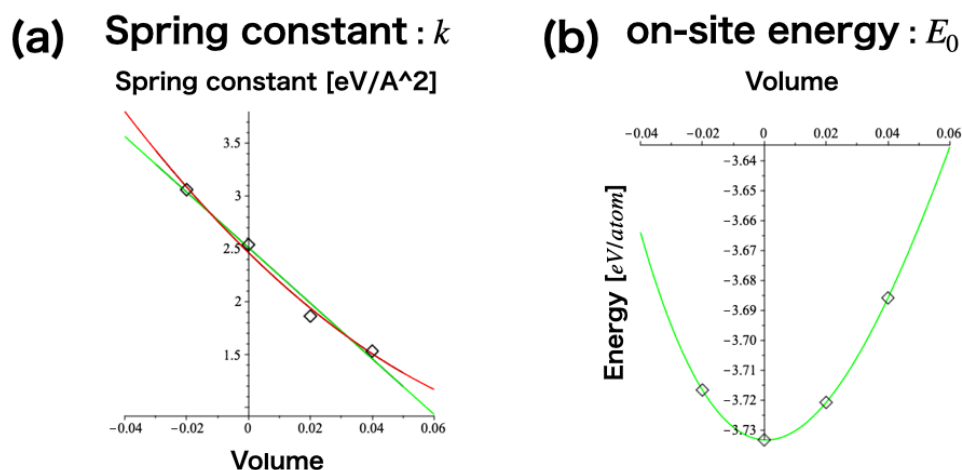 (a) Spring constant : k
Spring constant [eV/A^2]
3.5
3
2.5
2
1.5
−0.04 −0.02 0 0.02 0.04 0.06
Volume
(b) on-site energy : E₀
Volume
−0.04 −0.02 0 0.02 0.04 0.06
−3.64
−3.65
−3.66
−3.67
−3.68
−3.69
−3.70
−3.71
−3.72
−3.73
Energy [eV/atom]